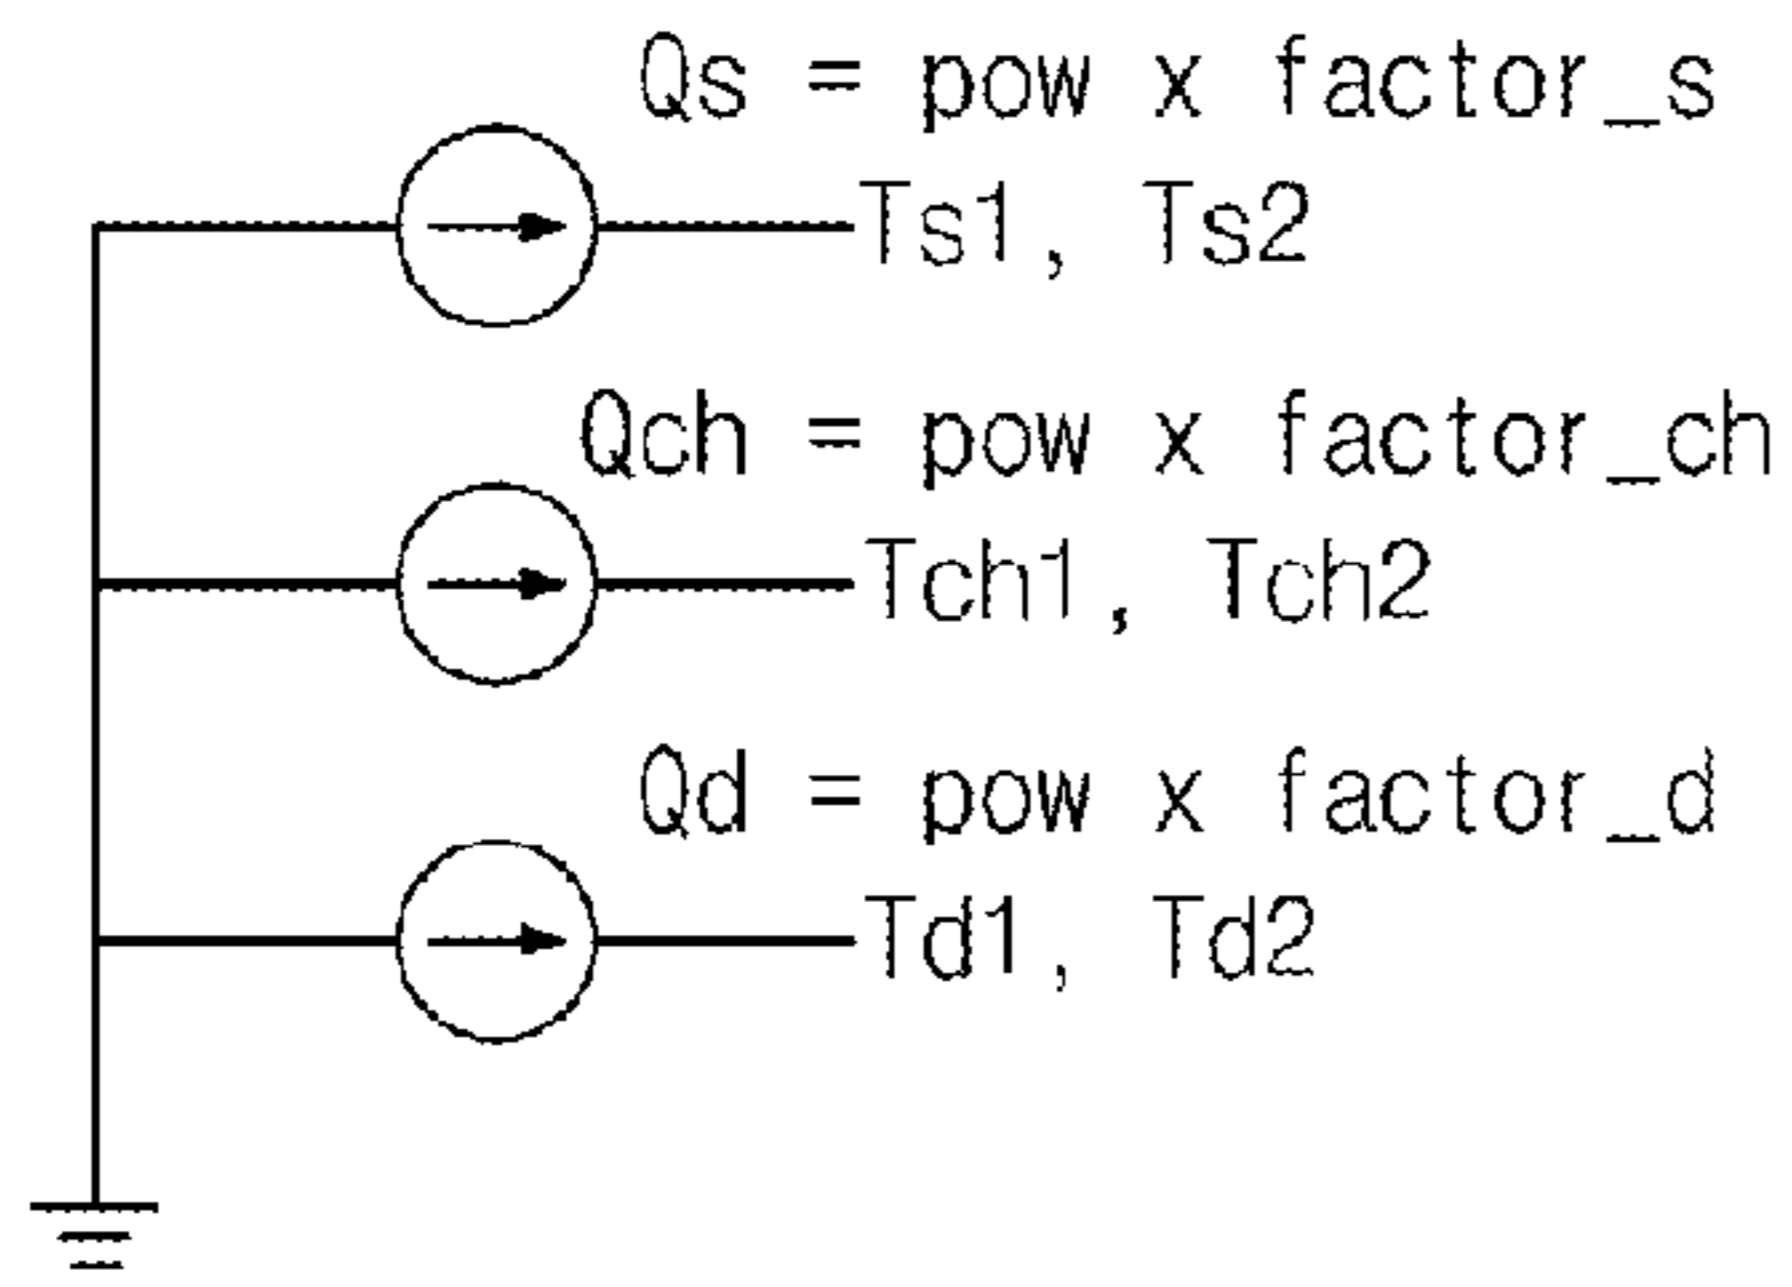 Qs = pow x factor_s
Ts1, Ts2
Qch = pow x factor_ch
Tch1, Tch2
Qd = pow x factor_d
Td1, Td2